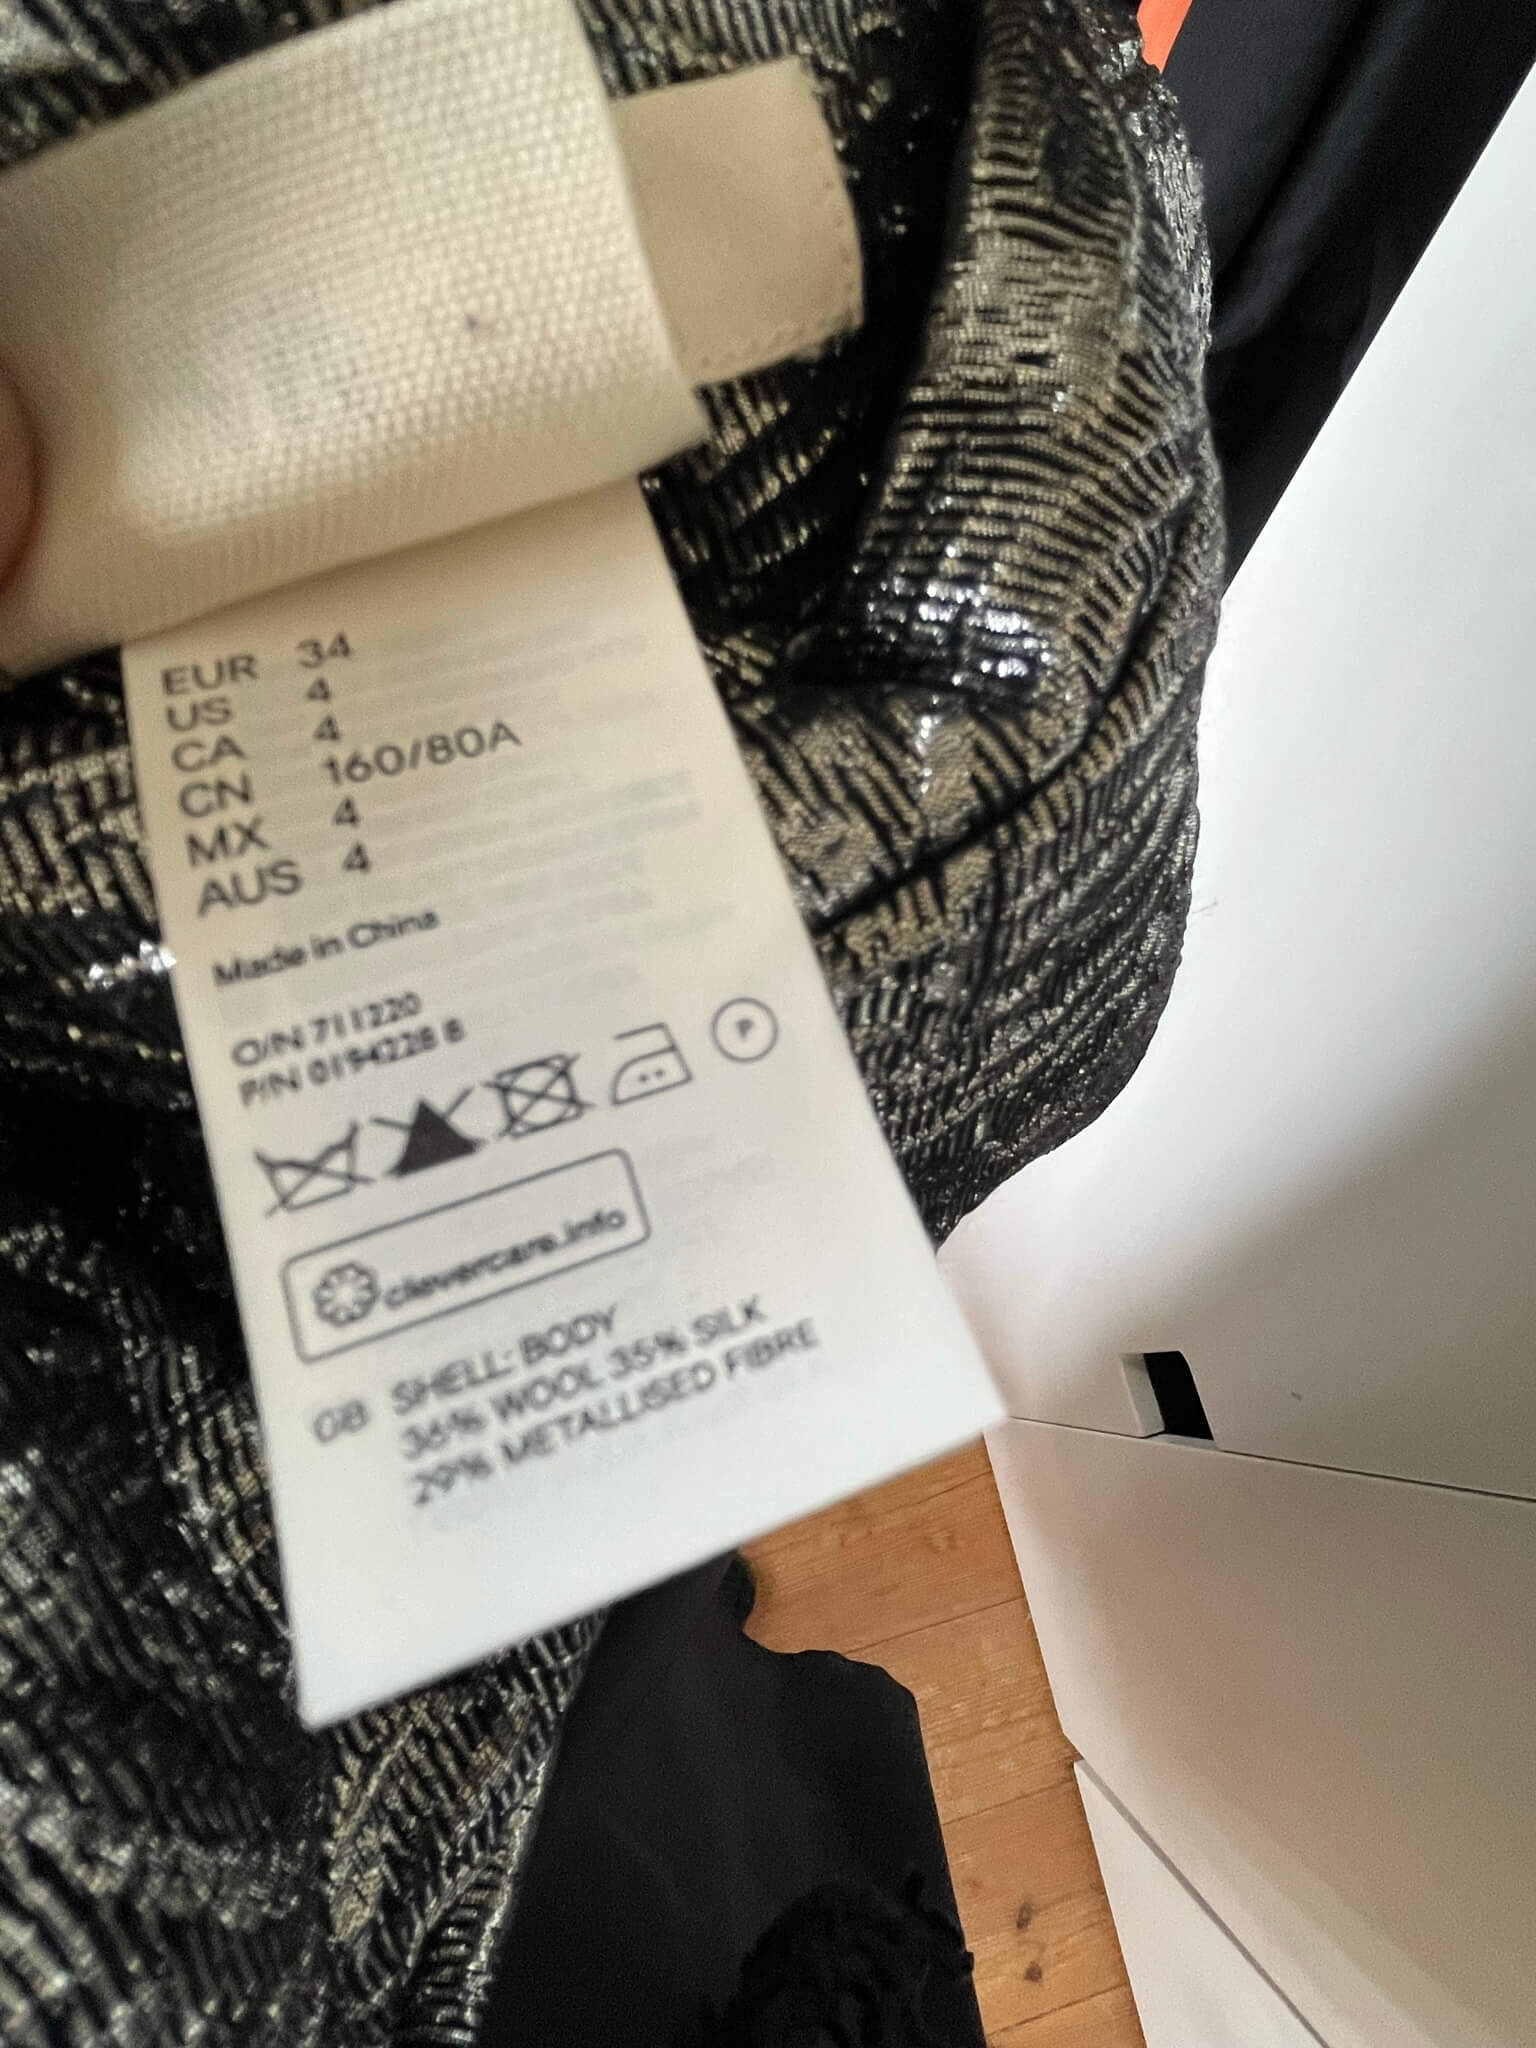 EUR 34
US 4
CA 4
CN 160/80A
MX 4
AUS 4
Made in China
O/N 711220
P/N 0194228 8
P
clevercare.info
GB SHELL: BODY
36% WOOL 35% SILK
29% METALLISED FIBRE